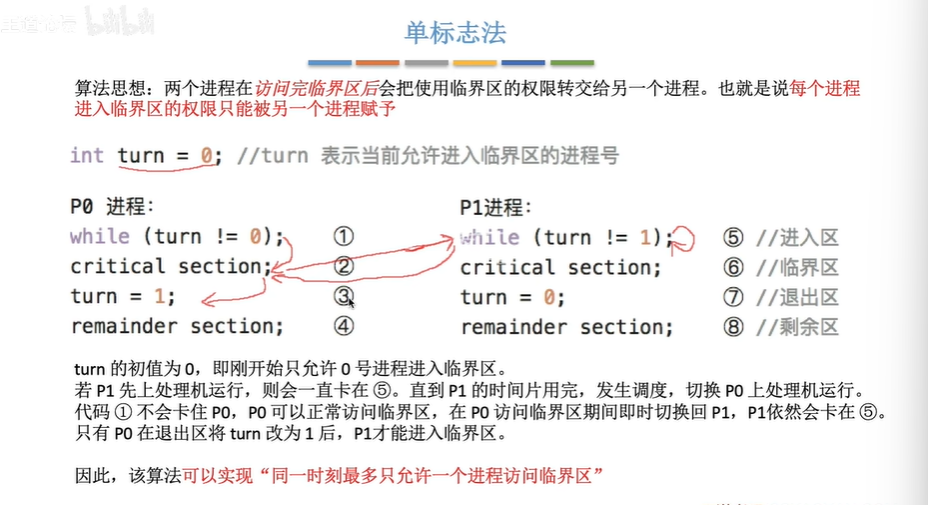 单标志法
算法思想：两个进程在访问完临界区后会把使用临界区的权限转交给另一个进程。也就是说每个进程
进入临界区的权限只能被另一个进程赋予
int turn = 0; //turn 表示当前允许进入临界区的进程号
P0 进程：
while (turn != 0); ①
critical section; ②
turn = 1; ③
remainder section; ④
P1进程：
while (turn != 1); ⑤ //进入区
critical section; ⑥ //临界区
turn = 0; ⑦ //退出区
remainder section; ⑧ //剩余区
turn 的初值为 0，即刚开始只允许 0 号进程进入临界区。
若 P1 先上处理机运行，则会一直卡在 ⑤。直到 P1 的时间片用完，发生调度，切换 P0 上处理机运行。
代码 ① 不会卡住 P0，P0 可以正常访问临界区，在 P0 访问临界区期间即时切换回 P1，P1依然会卡在 ⑤。
只有 P0 在退出区将 turn 改为 1 后，P1才能进入临界区。
因此，该算法可以实现“同一时刻最多只允许一个进程访问临界区”